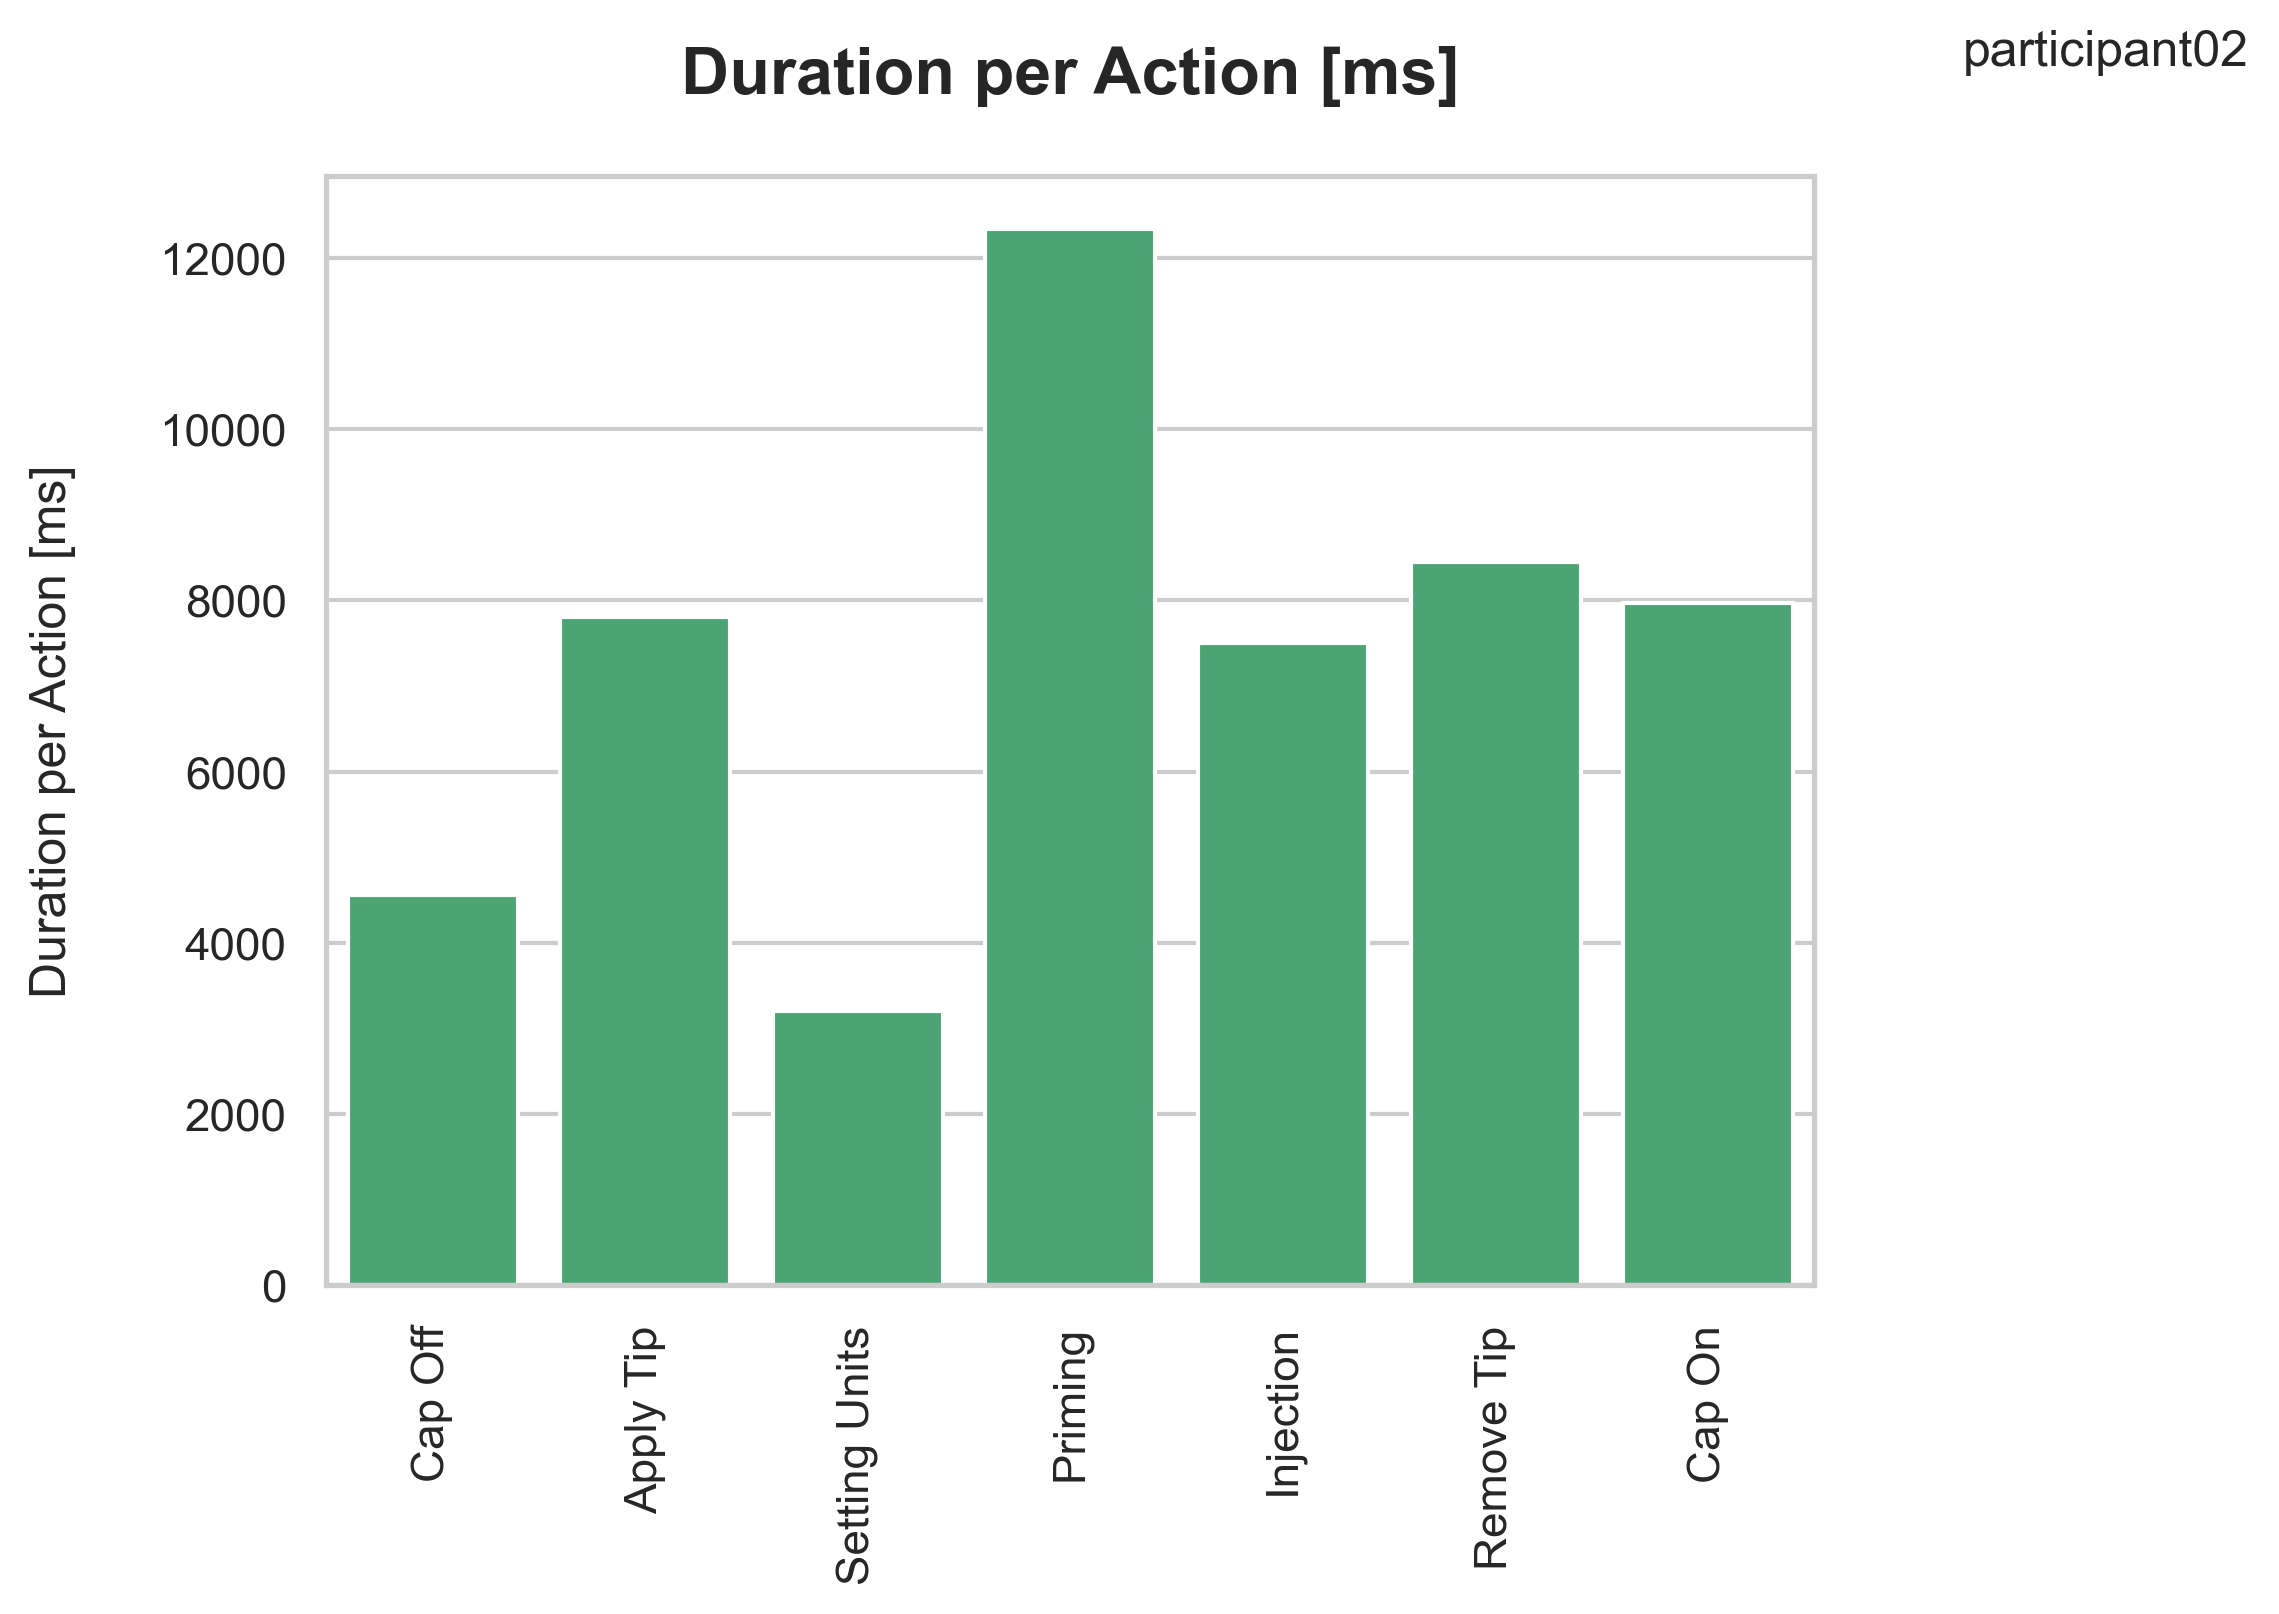 participant02
Duration per Action [ms]
Duration per Action [ms]
12000
10000
8000
6000
4000
2000
0
Cap Off
Apply Tip
Setting Units
Priming
Injection
Remove Tip
Cap On